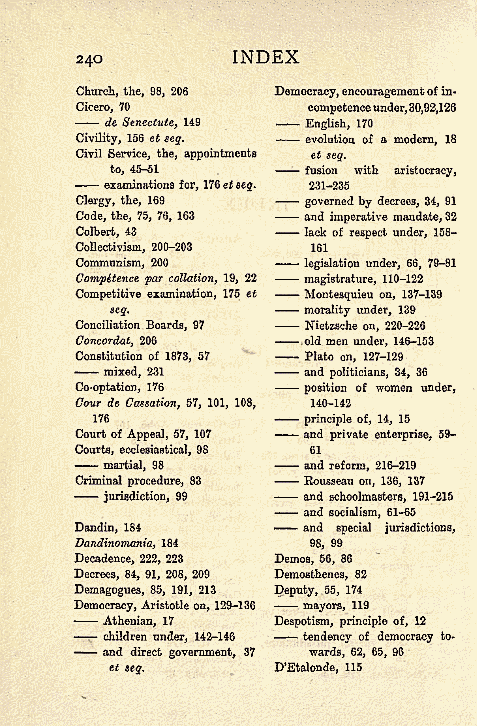 240 INDEX
Church, the, 98, 206
Cicero, 70
—— de Senectute, 149
Civility, 156 et seq.
Civil Service, the, appointments
to, 45-51
—— examinations for, 176 et seq.
Clergy, the, 169
Code, the, 75, 76, 163
Colbert, 43
Collectivism, 200-203
Communism, 200
Compétence par collation, 19, 22
Competitive examination, 175 et
seq.
Conciliation Boards, 97
Concordat, 206
Constitution of 1873, 57
—— mixed, 231
Co-optation, 176
Cour de Cassation, 57, 101, 108,
176
Court of Appeal, 57, 107
Courts, ecclesiastical, 98
—— martial, 98
Criminal procedure, 83
—— jurisdiction, 99
Dandin, 184
Dandinomania, 184
Decadence, 222, 223
Decrees, 84, 91, 208, 209
Demagogues, 85, 191, 213
Democracy, Aristotle on, 129-136
—— Athenian, 17
—— children under, 142-146
—— and direct government, 37
et seq.
Democracy, encouragement of in-
competence under, 30, 92, 126
—— English, 170
—— evolution of a modern, 18
et seq.
—— fusion with aristocracy,
231-235
—— governed by decrees, 34, 91
—— and imperative mandate, 32
—— lack of respect under, 158-
161
—— legislation under, 66, 79-91
—— magistrature, 110-122
—— Montesquieu on, 137-139
—— morality under, 139
—— Nietzsche on, 220-226
—— old men under, 146-153
—— Plato on, 127-129
—— and politicians, 34, 36
—— position of women under,
140-142
—— principle of, 14, 15
—— and private enterprise, 59-
61
—— and reform, 216-219
—— Rousseau on, 136, 137
—— and schoolmasters, 191-215
—— and socialism, 61-65
—— and special jurisdictions,
98, 99
Demos, 56, 86
Demosthenes, 82
Deputy, 55, 174
—— mayors, 119
Despotism, principle of, 12
—— tendency of democracy to-
wards, 62, 65, 96
D'Etalonde, 115